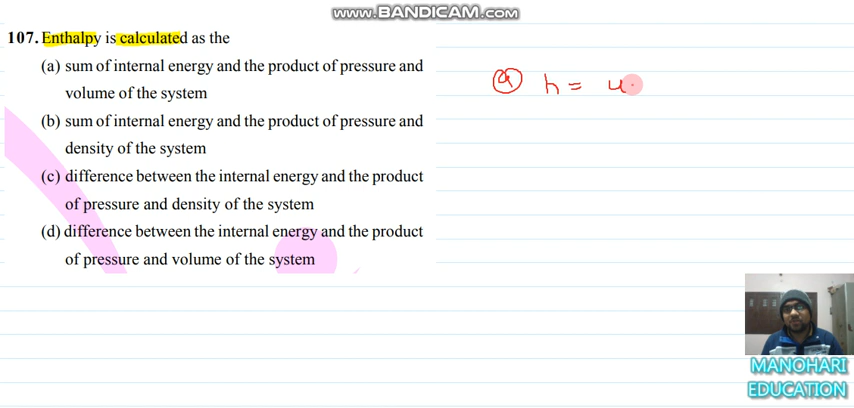 www.BANDICAM.com
107. Enthalpy is calculated as the
(a) sum of internal energy and the product of pressure and
volume of the system
(b) sum of internal energy and the product of pressure and
density of the system
(c) difference between the internal energy and the product
of pressure and density of the system
(d) difference between the internal energy and the product
of pressure and volume of the system
(a) h = u
MANOHARI
EDUCATION